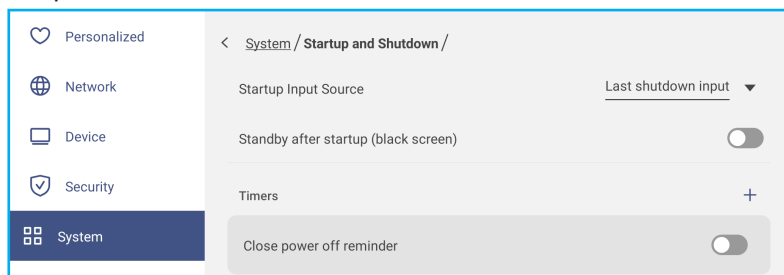 Personalized
Network
Device
Security
System
System / Startup and Shutdown /
Startup Input Source
Last shutdown input
Standby after startup (black screen)
Timers
Close power off reminder